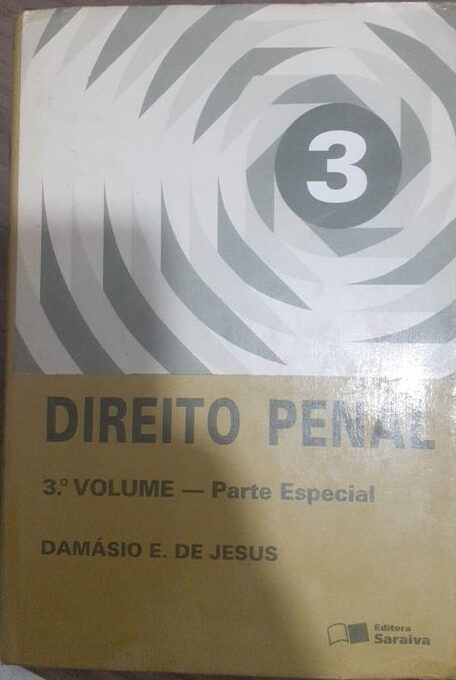 3
DIREITO PENAL
3.º VOLUME — Parte Especial
DAMÁSIO E. DE JESUS
Editora
Saraiva